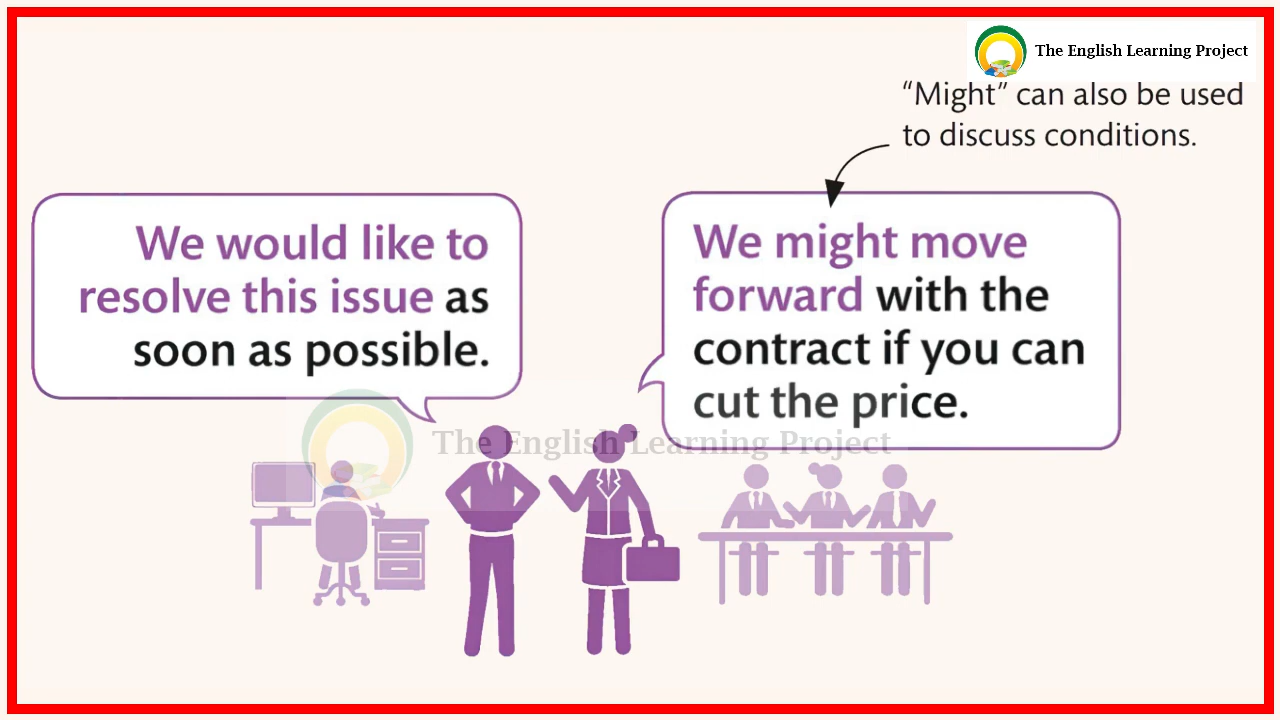 The English Learning Project
“Might” can also be used
to discuss conditions.
We would like to
resolve this issue as
soon as possible.
We might move
forward with the
contract if you can
cut the price.
The English Learning Project